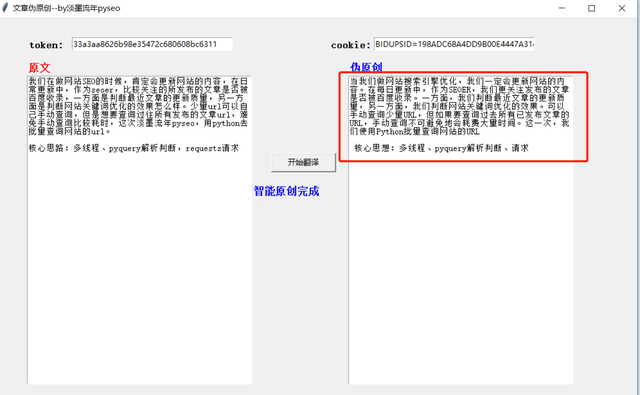 文章伪原创--by淡墨流年pyseo
token: 33a3aa8626b98e35472c680608bc6311
cookie: BIDUPSID=198ADC68A4DD9B00E4447A314
原文
伪原创
我们在做网站SEO的时候，肯定会更新网站的内容，在日
常更新中，作为seoer，比较关注的所发布的文章是否被
百度收录，一方面是判断最近文章的更新质量，另一方
面是判断网站关键词优化的效果怎么样。少量url可以自
己手动查询，但是想要查询过往所有发布的文章url，难
免手动查询比较耗时，这次淡墨流年pyseo，用python去
批量查询网站的url。
核心思路：多线程、pyquery解析判断，requests请求
当我们做网站搜索引擎优化，我们一定会更新网站的内
容。在每日更新中，作为SEOER，我们更关注发布的文章
是否被百度收录。一方面，我们判断最近文章的更新质
量，另一方面，我们判断网站关键词优化的效果。可以
手动查询少量URL，但如果要查询过去所有已发布文章的
URL，手动查询不可避免地会耗费大量时间。这一次，我
们使用Python批量查询网站的URL
核心思想：多线程、pyquery解析判断、请求
开始翻译
智能原创完成